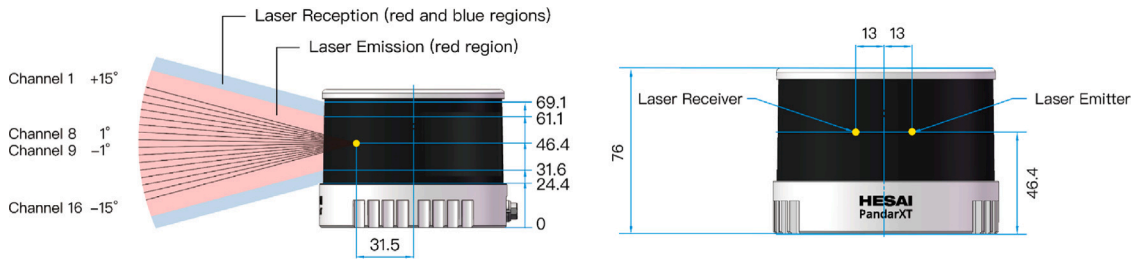 Laser Reception (red and blue regions)
Laser Emission (red region)
Channel 1 +15°
Channel 8 1°
Channel 9 -1°
Channel 16 -15°
69.1
61.1
46.4
31.6
24.4
0
31.5
13 13
Laser Receiver
Laser Emitter
76
46.4
HESAI
PandarXT